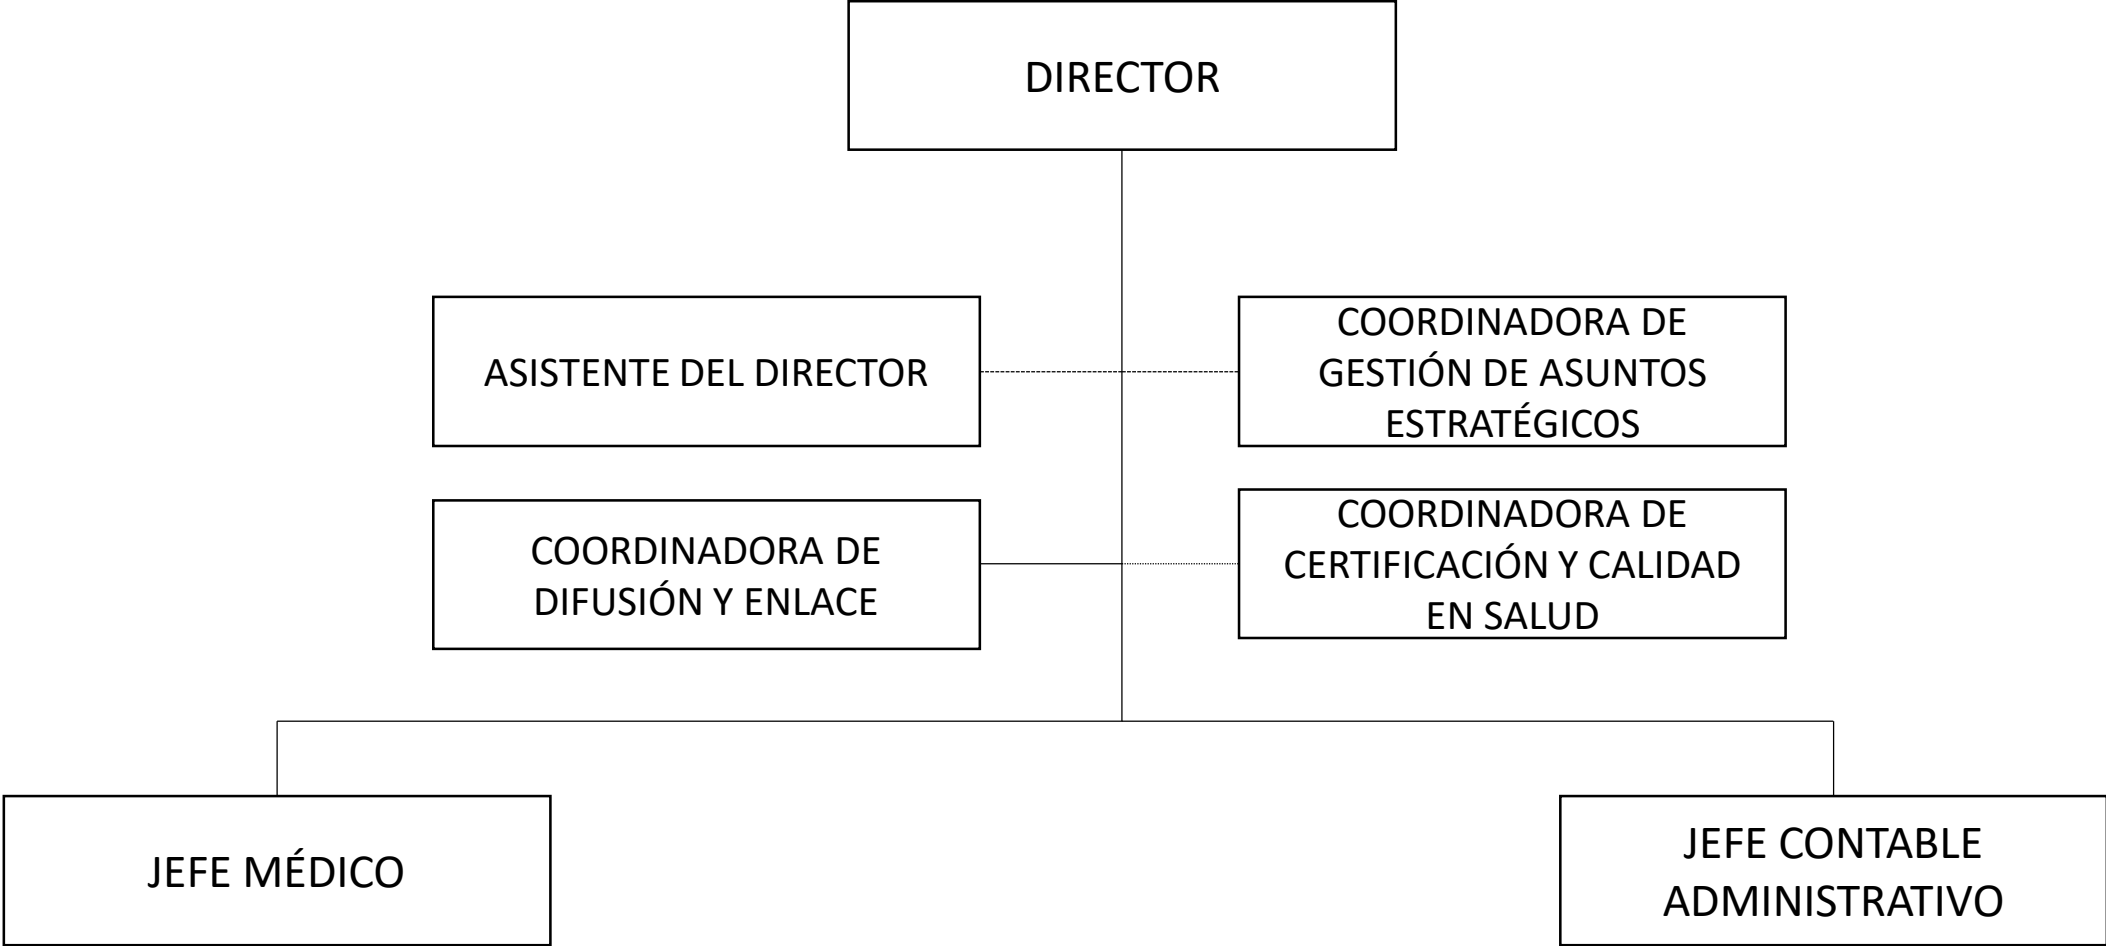 DIRECTOR
ASISTENTE DEL DIRECTOR
COORDINADORA DE
GESTIÓN DE ASUNTOS
ESTRATÉGICOS
COORDINADORA DE
DIFUSIÓN Y ENLACE
COORDINADORA DE
CERTIFICACIÓN Y CALIDAD
EN SALUD
JEFE MÉDICO
JEFE CONTABLE
ADMINISTRATIVO